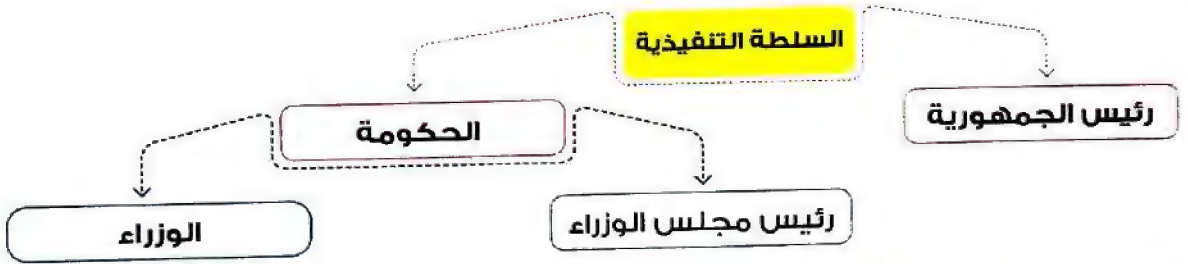 السلطة التنفيذية
رئيس الجمهورية
الحكومة
رئيس مجلس الوزراء
الوزراء